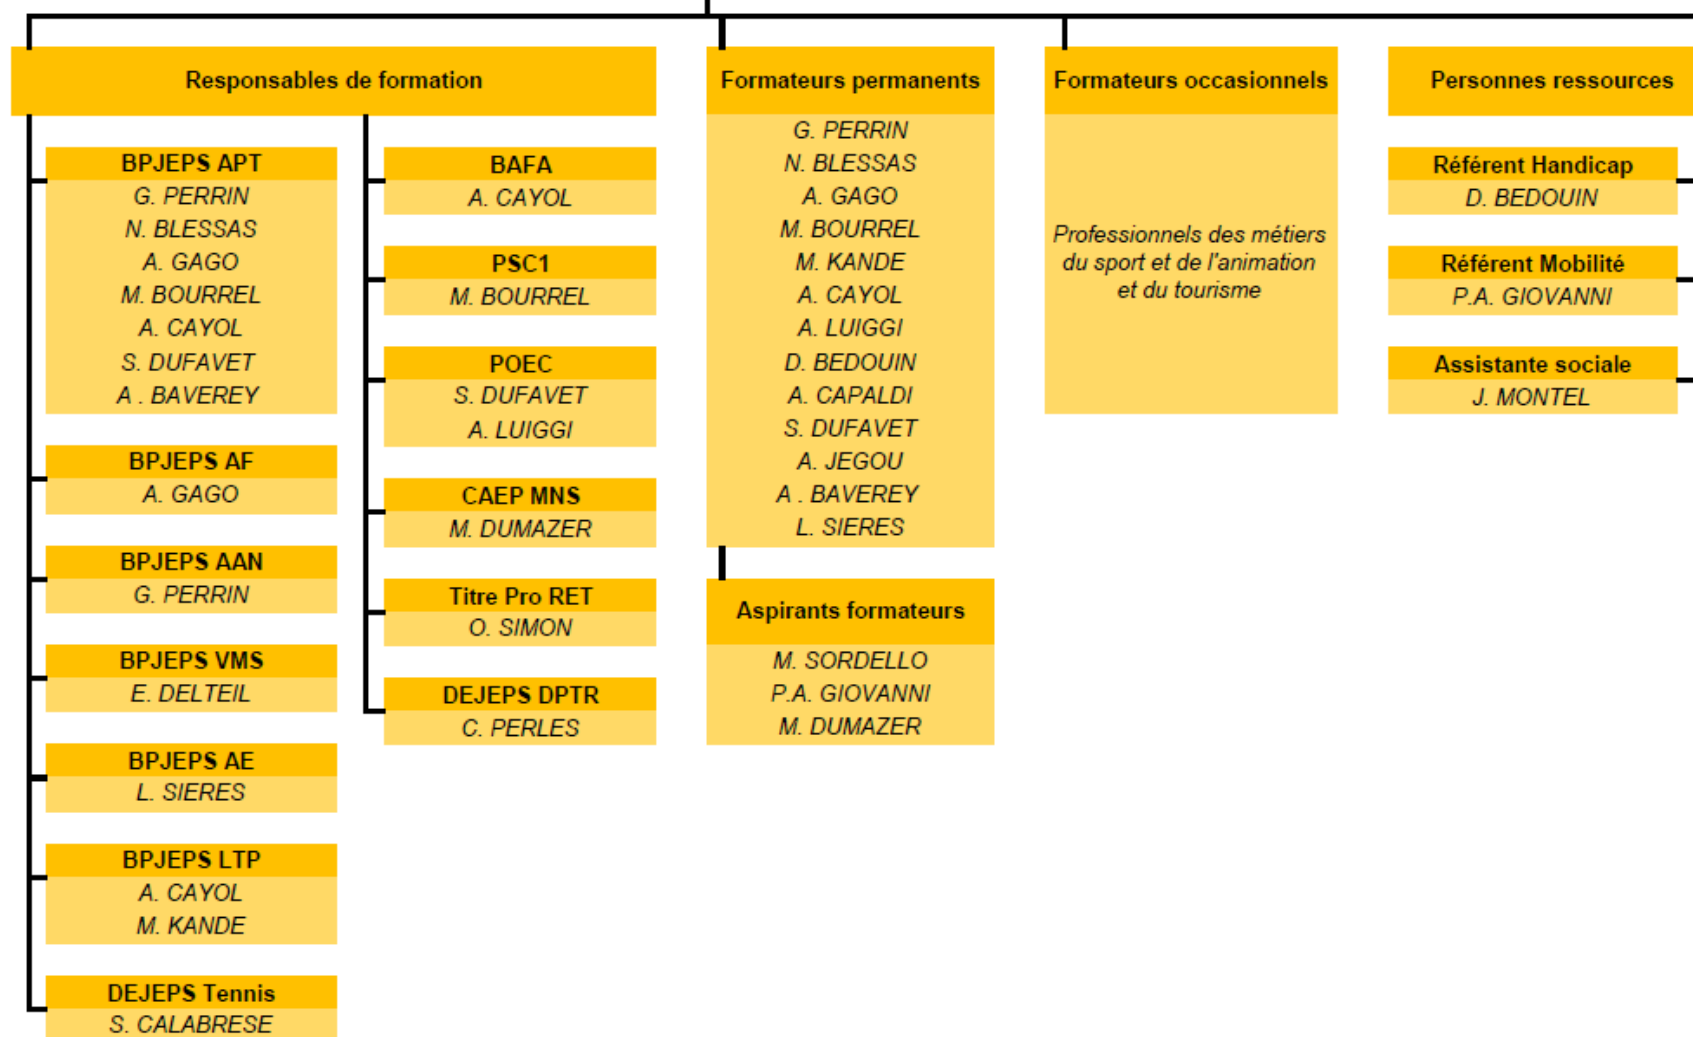 Responsables de formation
BPJEPS APT
G. PERRIN
N. BLESSAS
A. GAGO
M. BOURREL
A. CAYOL
S. DUFAVET
A . BAVEREY
BPJEPS AF
A. GAGO
BPJEPS AAN
G. PERRIN
BPJEPS VMS
E. DELTEIL
BPJEPS AE
L. SIERES
BPJEPS LTP
A. CAYOL
M. KANDE
DEJEPS Tennis
S. CALABRESE
BAFA
A. CAYOL
PSC1
M. BOURREL
POEC
S. DUFAVET
A. LUIGGI
CAEP MNS
M. DUMAZER
Titre Pro RET
O. SIMON
DEJEPS DPTR
C. PERLES
Formateurs permanents
G. PERRIN
N. BLESSAS
A. GAGO
M. BOURREL
M. KANDE
A. CAYOL
A. LUIGGI
D. BEDOUIN
A. CAPALDI
S. DUFAVET
A. JEGOU
A . BAVEREY
L. SIERES
Aspirants formateurs
M. SORDELLO
P.A. GIOVANNI
M. DUMAZER
Formateurs occasionnels
Professionnels des métiers
du sport et de l'animation
et du tourisme
Personnes ressources
Référent Handicap
D. BEDOUIN
Référent Mobilité
P.A. GIOVANNI
Assistante sociale
J. MONTEL